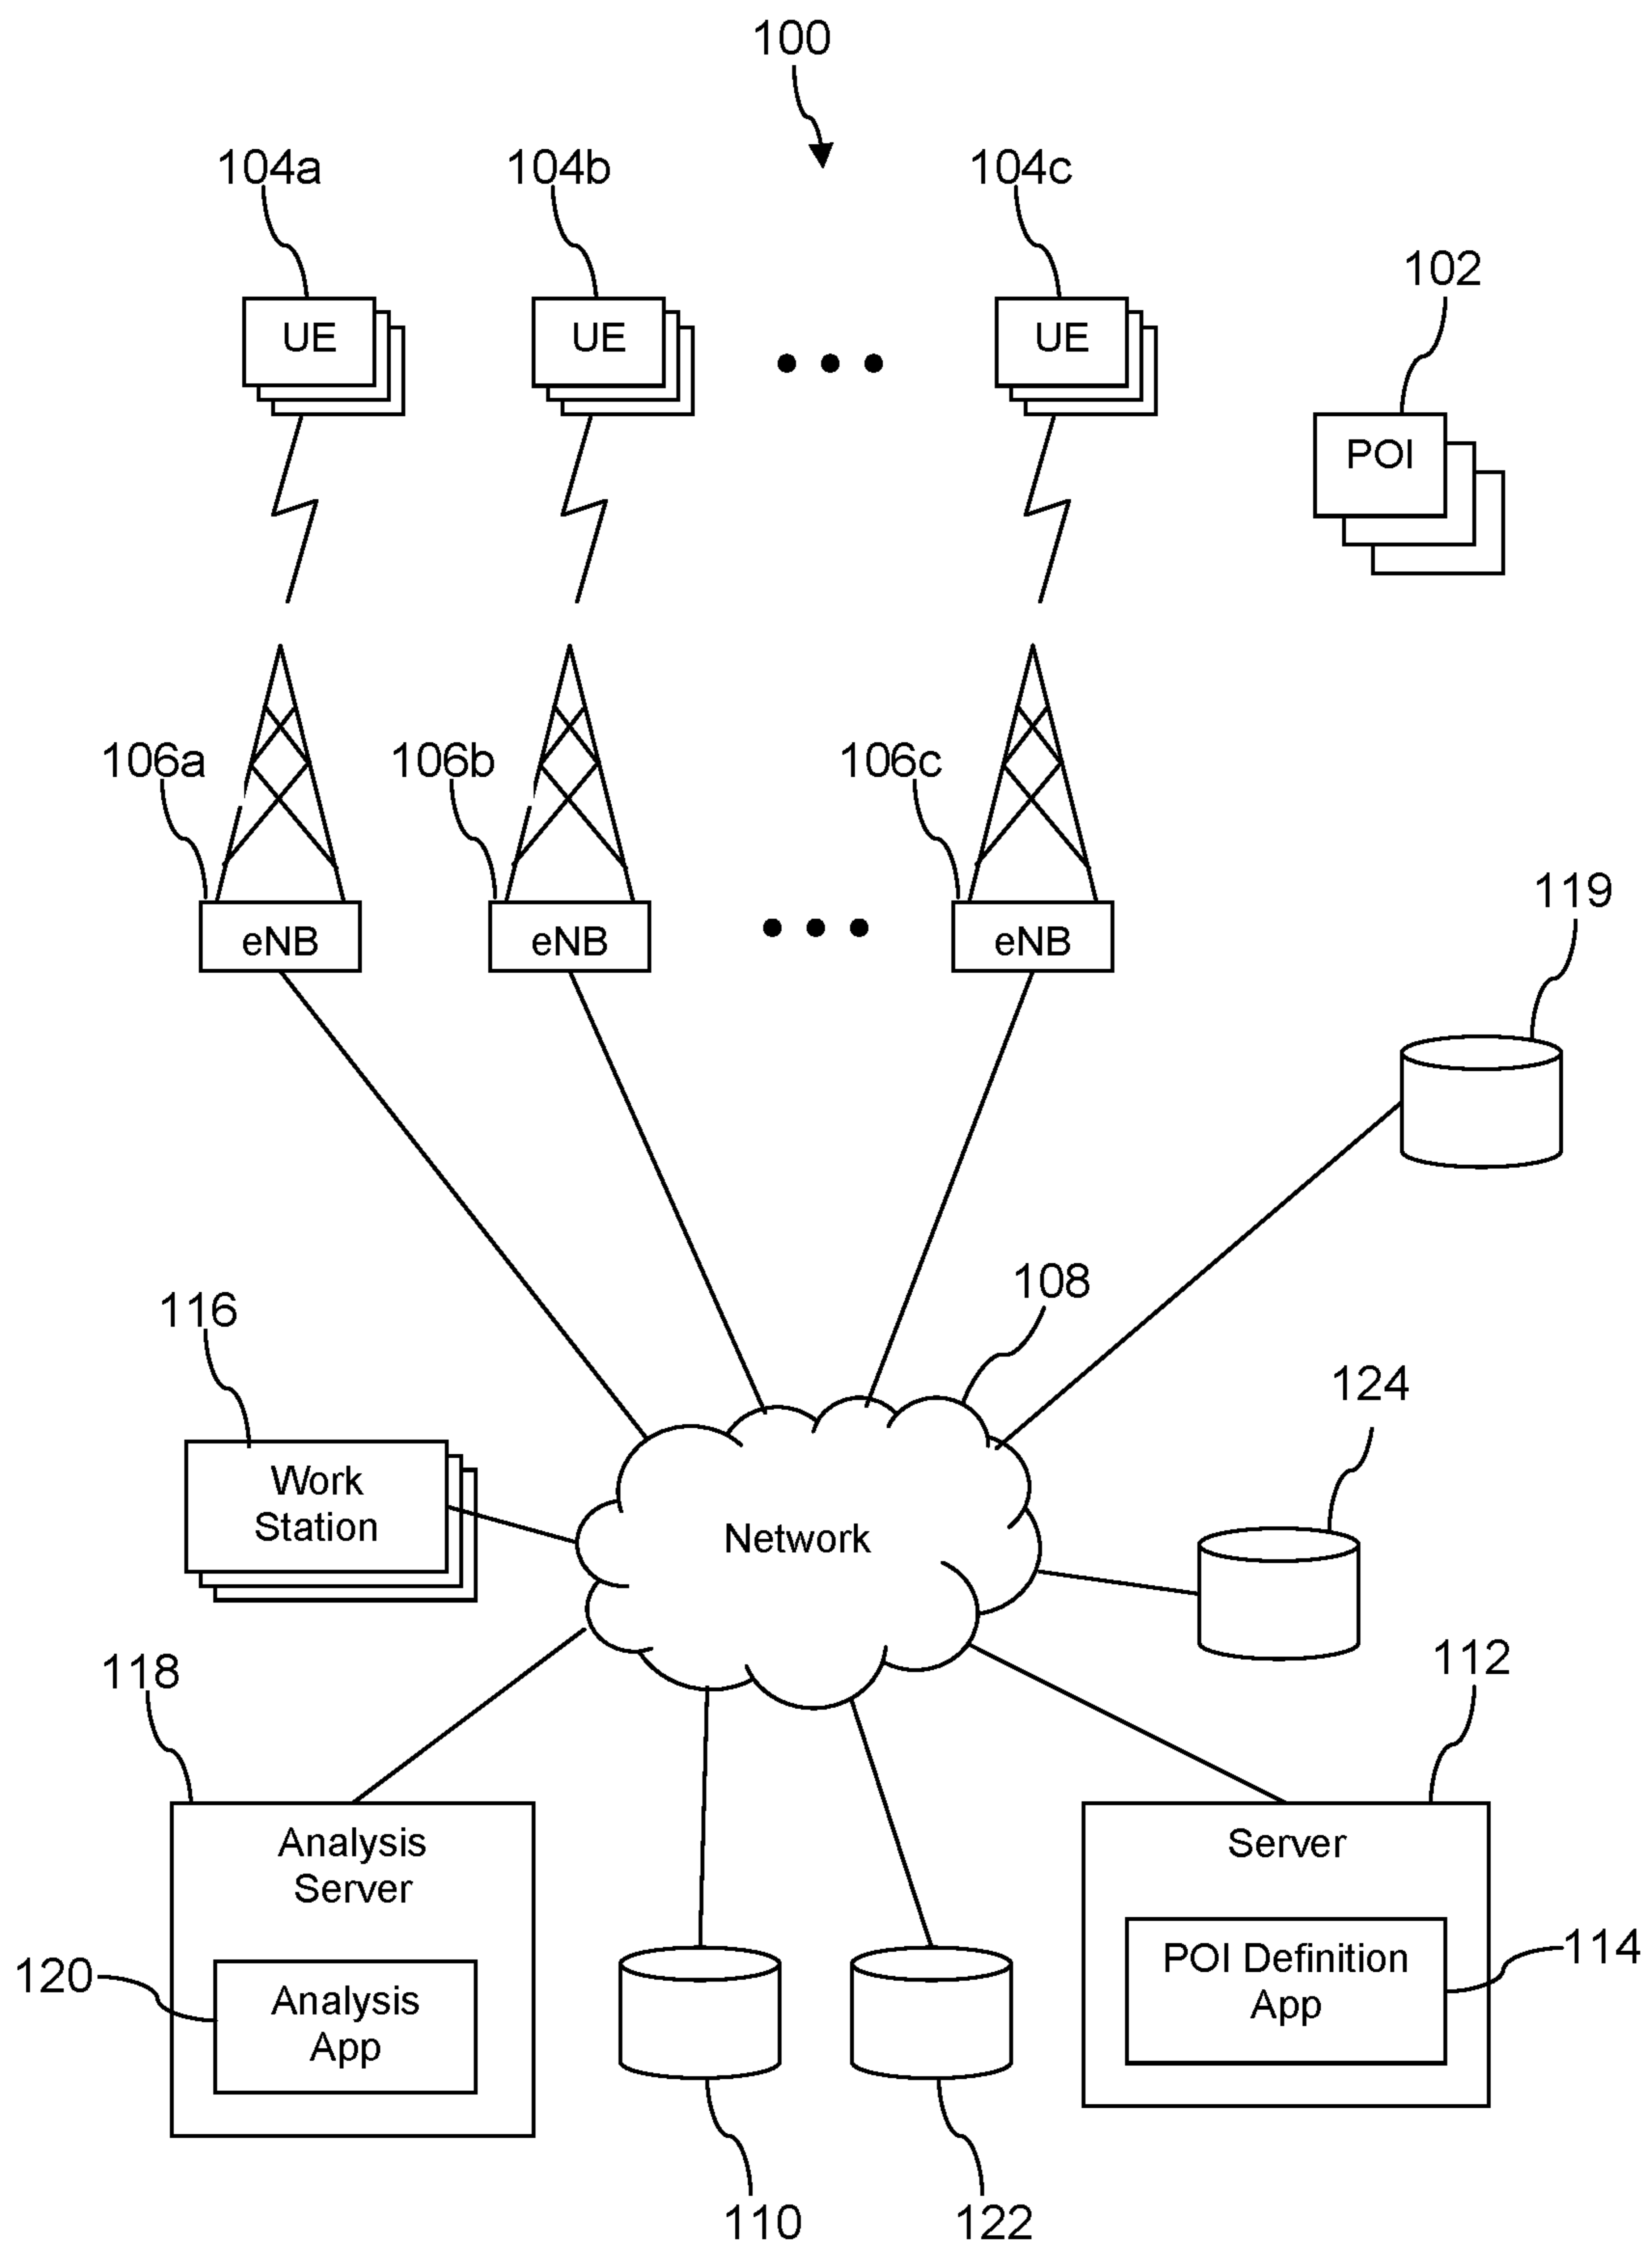 100
104a
104b
104c
102
UE
UE
UE
POI
106a
106b
106c
119
eNB
eNB
eNB
108
116
124
Work
Station
Network
118
112
Analysis
Server
Server
120
Analysis
App
POI Definition
App
114
110
122